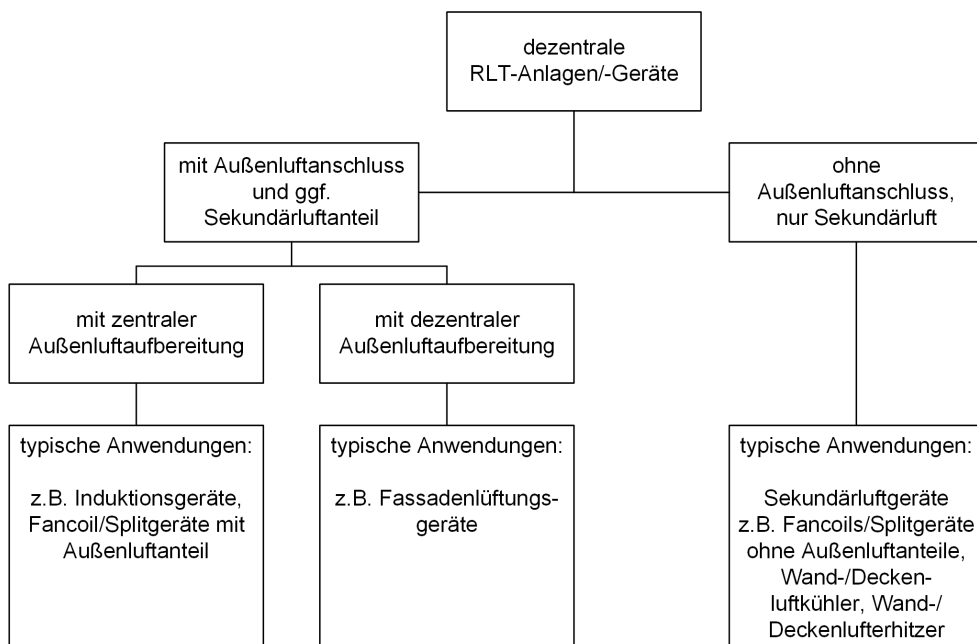 dezentrale
RLT-Anlagen/-Geräte
mit Außenluftanschluss
und ggf.
Sekundärluftanteil
ohne
Außenluftanschluss,
nur Sekundärluft
mit zentraler
Außenluftaufbereitung
mit dezentraler
Außenluftaufbereitung
typische Anwendungen:
z.B. Induktionsgeräte,
Fancoil/Splitgeräte mit
Außenluftanteil
typische Anwendungen:
z.B. Fassadenlüftungs-
geräte
typische Anwendungen:
Sekundärluftgeräte
z.B. Fancoils/Splitgeräte
ohne Außenluftanteile,
Wand-/Decken-
luftkühler, Wand-/
Deckenlufterhitzer